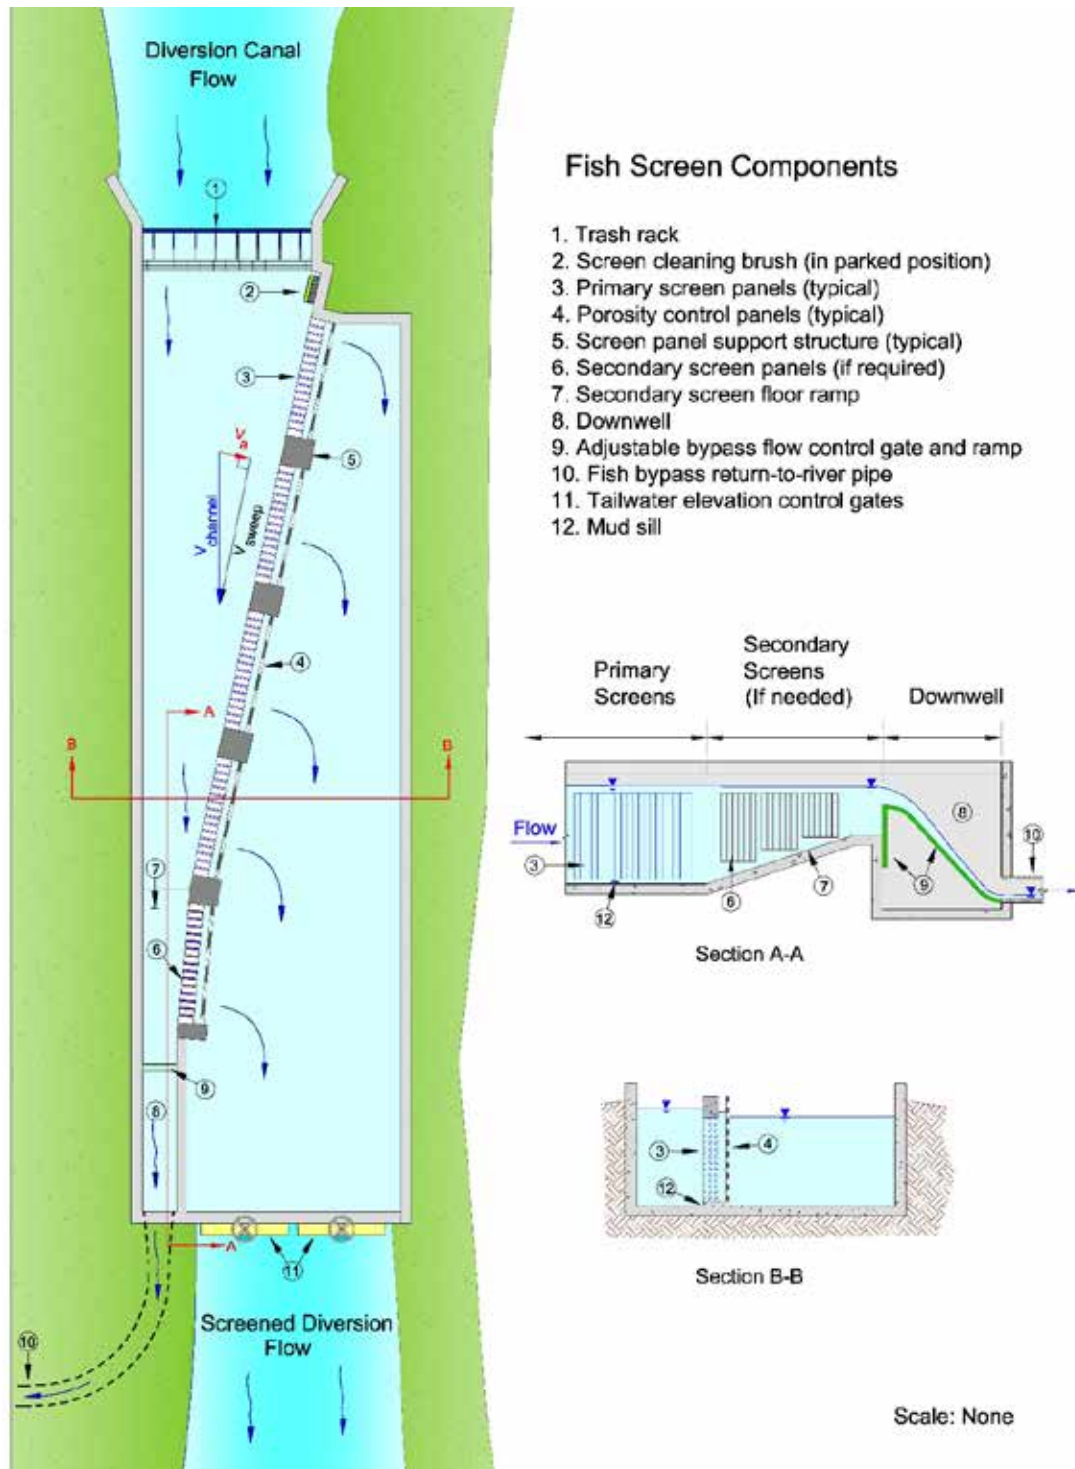 Diversion Canal
Flow
1
2
3
Va
5
Vchannel
Vsweep
4
A
B
B
7
6
9
8
A
11
10
Screened Diversion
Flow
Fish Screen Components
1. Trash rack
2. Screen cleaning brush (in parked position)
3. Primary screen panels (typical)
4. Porosity control panels (typical)
5. Screen panel support structure (typical)
6. Secondary screen panels (if required)
7. Secondary screen floor ramp
8. Downwell
9. Adjustable bypass flow control gate and ramp
10. Fish bypass return-to-river pipe
11. Tailwater elevation control gates
12. Mud sill
Primary
Screens
Secondary
Screens
(If needed)
Downwell
Flow
3
12
6
7
9
8
10
Section A-A
3
4
12
Section B-B
Scale: None